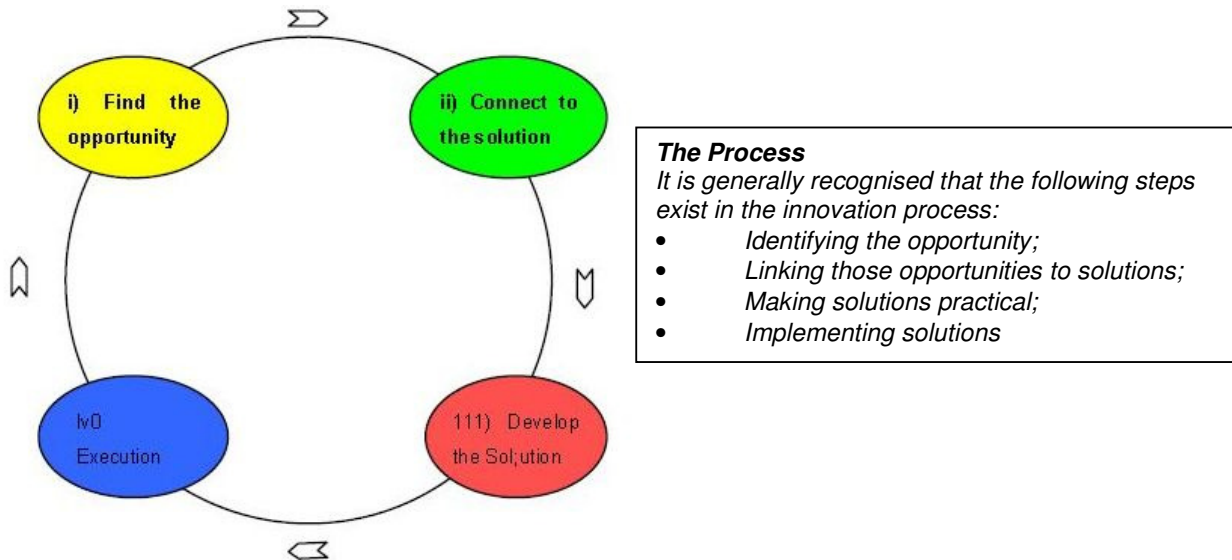 i) Find the
opportunity
ii) Connect to
the solution
The Process
It is generally recognised that the following steps
exist in the innovation process:
• Identifying the opportunity;
• Linking those opportunities to solutions;
• Making solutions practical;
• Implementing solutions
Iv0
Execution
111) Develop
the Sol;ution